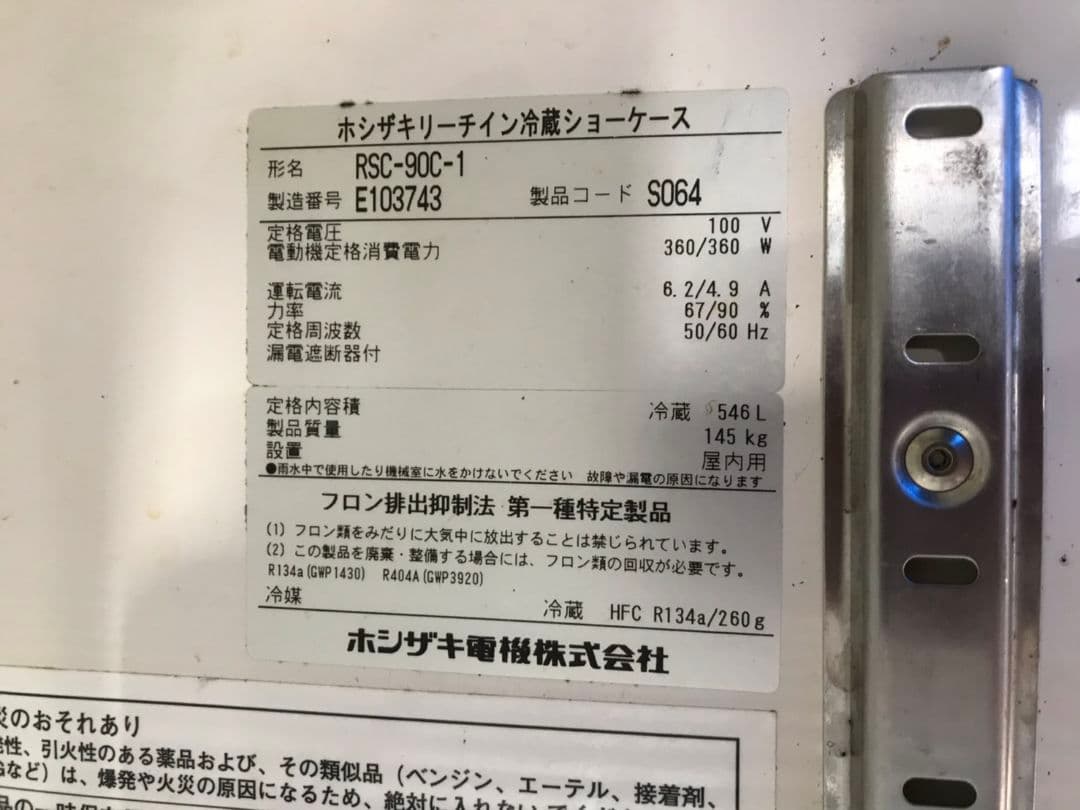 ホシザキリーチイン冷蔵ショーケース
形名 RSC-90C-1
製造番号 E103743 製品コード S064
定格電圧 100 V
電動機定格消費電力 360/360 W
運転電流 6.2/4.9 A
力率 67/90 %
定格周波数 50/60 Hz
漏電遮断器付
定格内容積 冷蔵 546 L
製品質量 145 kg
設置 屋内用
●雨水中で使用したり機械室に水をかけないでください 故障や漏電の原因になります
フロン排出抑制法 第一種特定製品
(1) フロン類をみだりに大気中に放出することは禁じられています。
(2) この製品を廃棄・整備する場合には、フロン類の回収が必要です。
R134a(GWP1430) R404A(GWP3920)
冷媒 冷蔵 HFC R134a/260g
ホシザキ電機株式会社
災のおそれあり
性、引火性のある薬品および、その類似品（ベンジン、エーテル、接着剤、
など）は、爆発や火災の原因になるため、絶対に入れないで